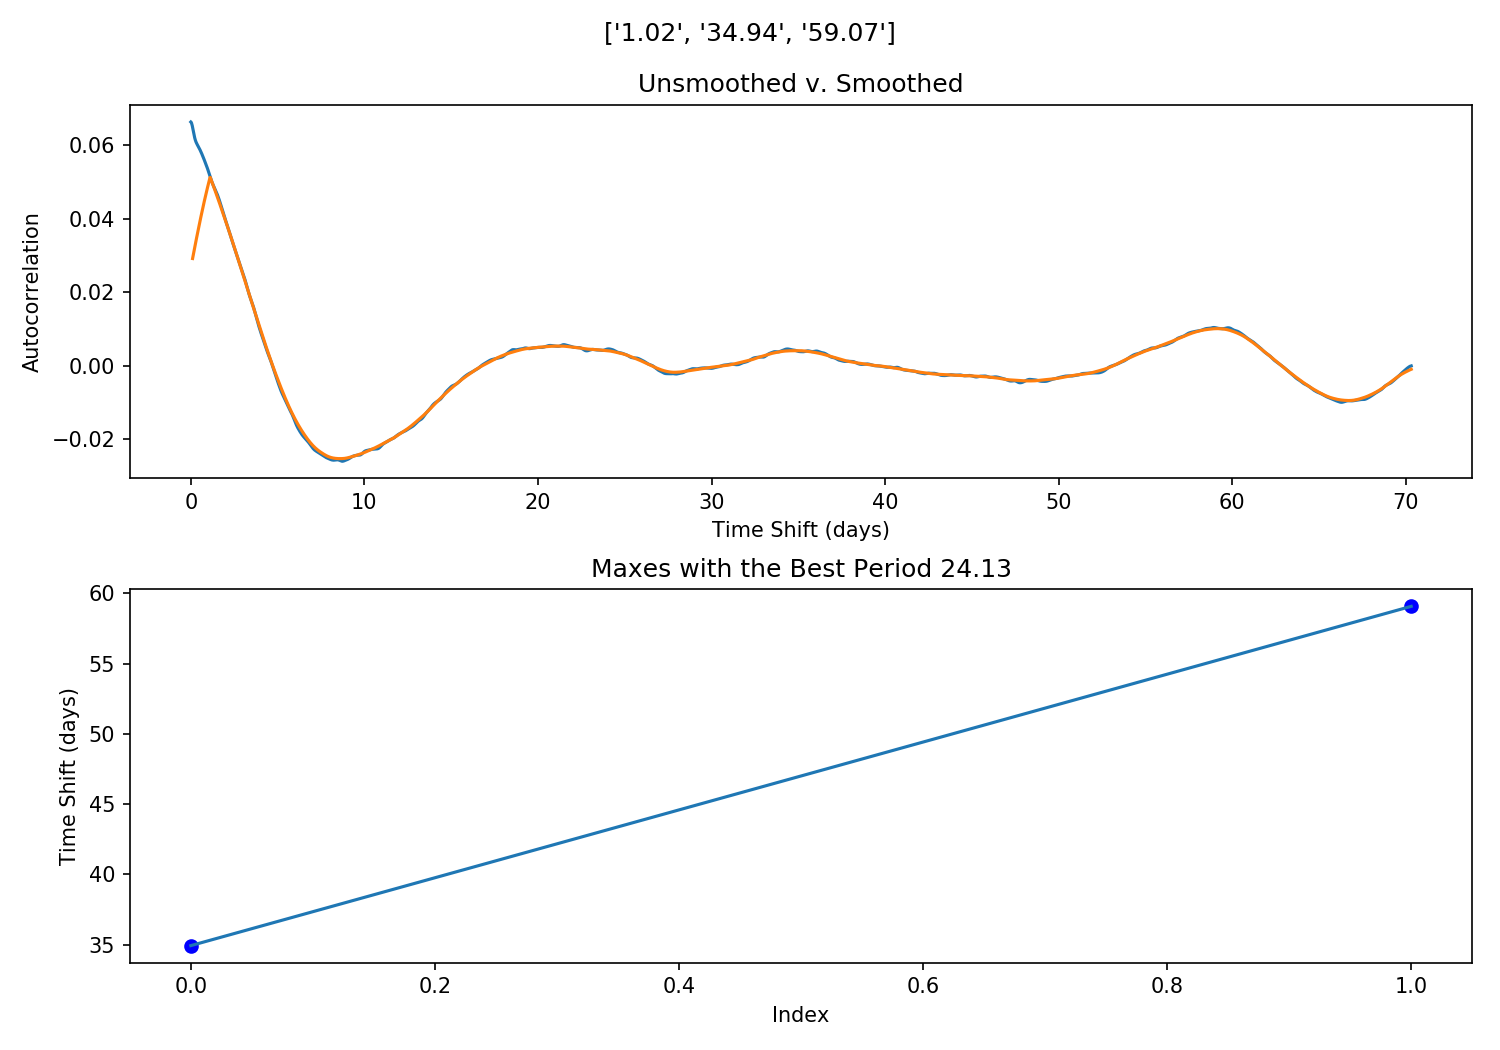 ['1.02', '34.94', '59.07']
Unsmoothed v. Smoothed
Autocorrelation
0.06
0.04
0.02
0.00
−0.02
0 10 20 30 40 50 60 70
Time Shift (days)
Maxes with the Best Period 24.13
Time Shift (days)
60
55
50
45
40
35
0.0 0.2 0.4 0.6 0.8 1.0
Index